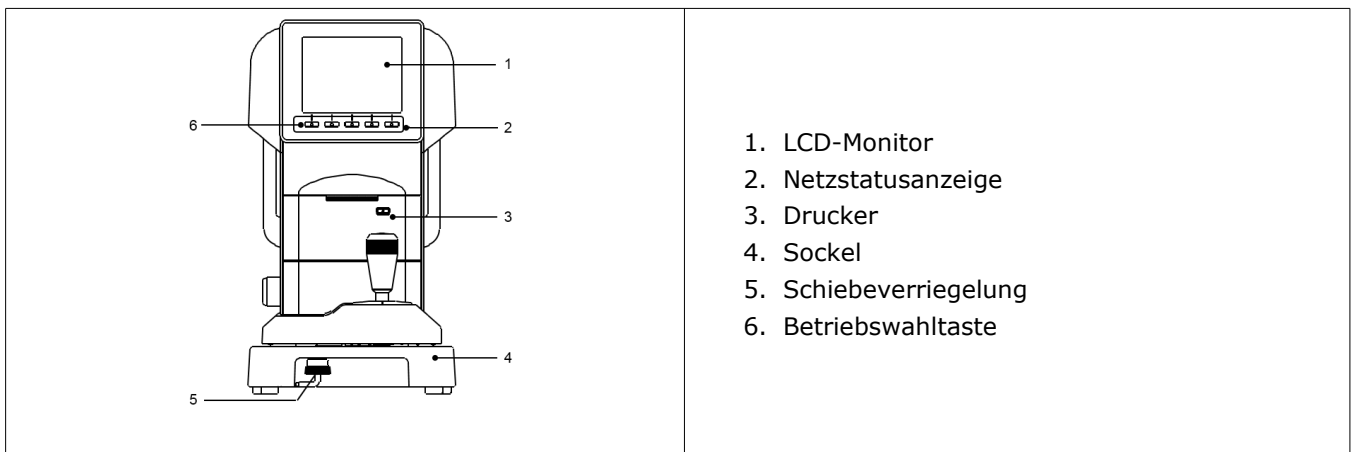 1
6
2
3
4
5
1. LCD-Monitor
2. Netzstatusanzeige
3. Drucker
4. Sockel
5. Schiebeverriegelung
6. Betriebswahltaste